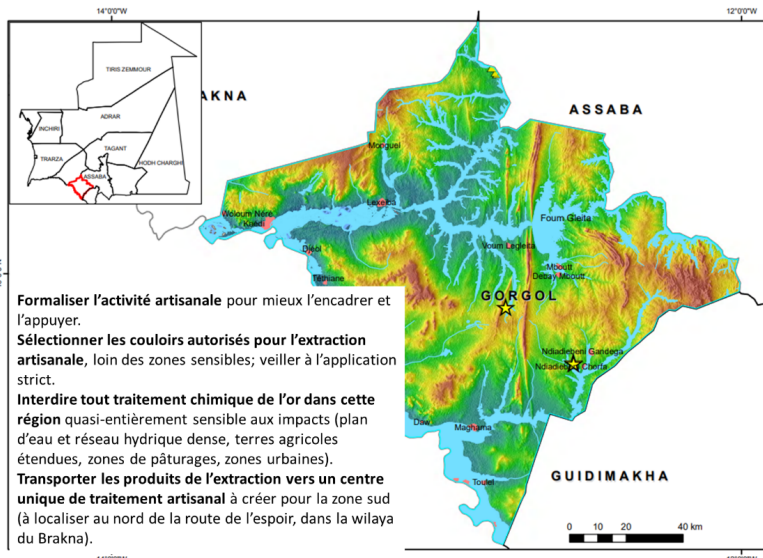 14°0'0"W
12°0'0"W
TIRIS ZEMMOUR
ADRAR
INCHIRI
TRARZA
TAGANT
HODH CHARGHI
ASSABA
AKNA
ASSABA
Monguel
Lexeiba
Woloum Nere
Kaédi
Djéol
Téthiane
Foum Gleita
Voum Legleita
Mboutt
Debay Mboutt
GORGOL
Ndiadiebeni Gandega
Ndiadiebeni Chorfa
Daw
Maghama
Toulel
GUIDIMAKHA
0 10 20 40 km
Formaliser l’activité artisanale pour mieux l’encadrer et
l’appuyer.
Sélectionner les couloirs autorisés pour l’extraction
artisanale, loin des zones sensibles; veiller à l’application
strict.
Interdire tout traitement chimique de l’or dans cette
région quasi-entièrement sensible aux impacts (plan
d’eau et réseau hydrique dense, terres agricoles
étendues, zones de pâturages, zones urbaines).
Transporter les produits de l’extraction vers un centre
unique de traitement artisanal à créer pour la zone sud
(à localiser au nord de la route de l’espoir, dans la wilaya
du Brakna).